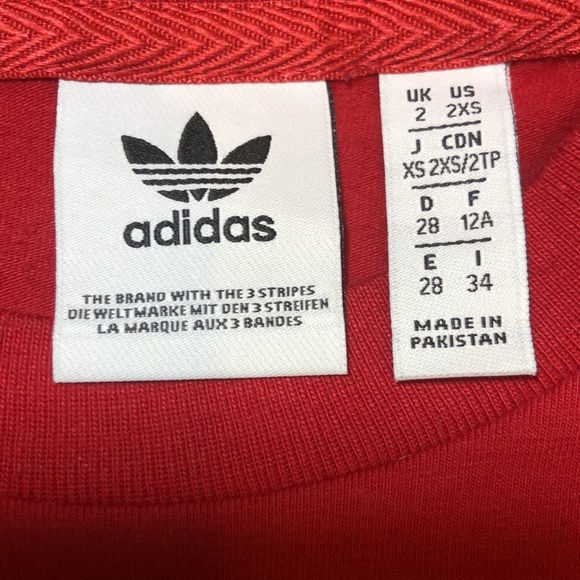 adidas
THE BRAND WITH THE 3 STRIPES
DIE WELTMARKE MIT DEN 3 STREIFEN
LA MARQUE AUX 3 BANDES
UK US
2 2XS
J CDN
XS 2XS/2TP
D F
28 12A
E I
28 34
MADE IN
PAKISTAN